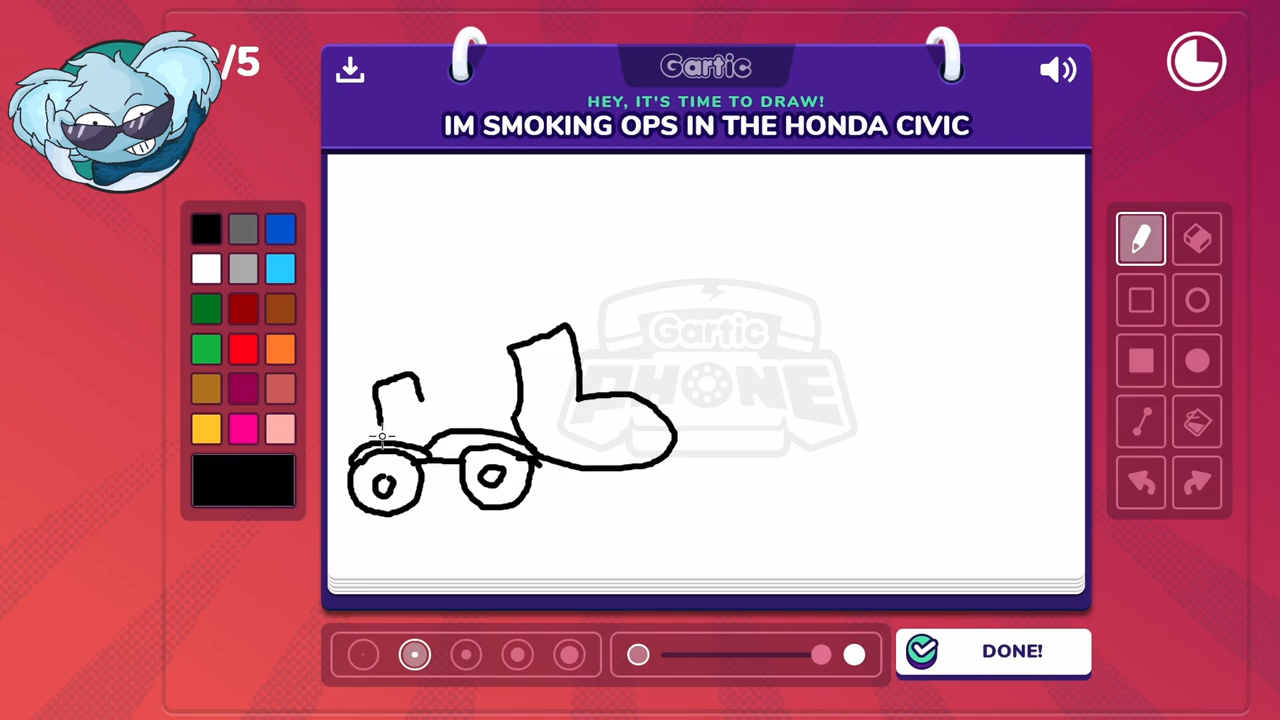 /5
Gartic
HEY, IT'S TIME TO DRAW!
IM SMOKING OPS IN THE HONDA CIVIC
Gartic
PHONE
DONE!